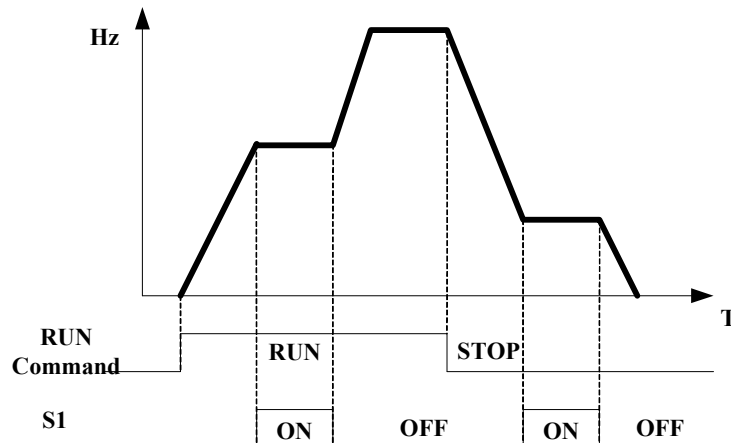 Hz
T
RUN
Command
RUN
STOP
S1
ON
OFF
ON
OFF